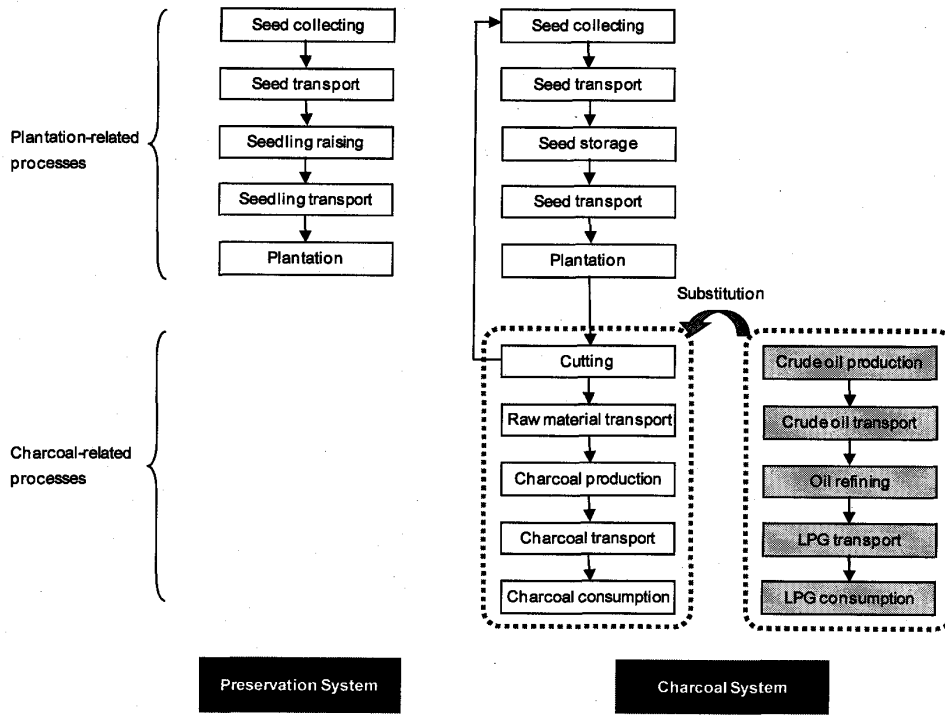 Plantation-related
processes
Seed collecting
Seed transport
Seedling raising
Seedling transport
Plantation
Seed collecting
Seed transport
Seed storage
Seed transport
Plantation
Substitution
Charcoal-related
processes
Cutting
Raw material transport
Charcoal production
Charcoal transport
Charcoal consumption
Crude oil production
Crude oil transport
Oil refining
LPG transport
LPG consumption
Preservation System
Charcoal System